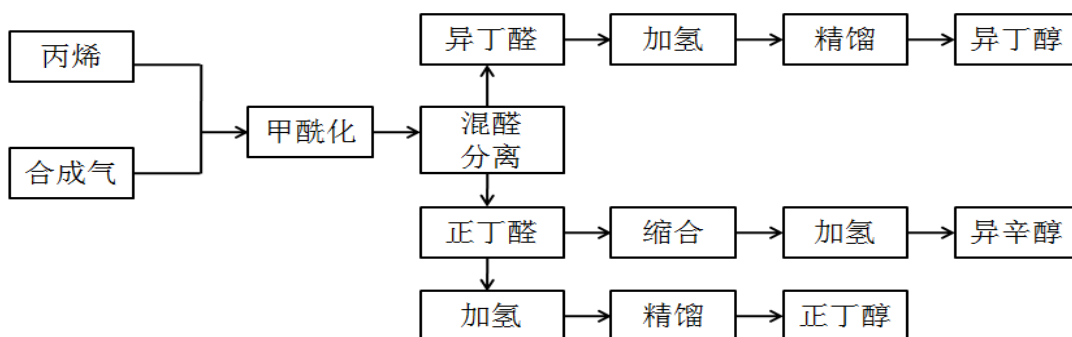 异丁醛
加氢
精馏
异丁醇
丙烯
甲酰化
混醛
分离
合成气
正丁醛
缩合
加氢
异辛醇
加氢
精馏
正丁醇